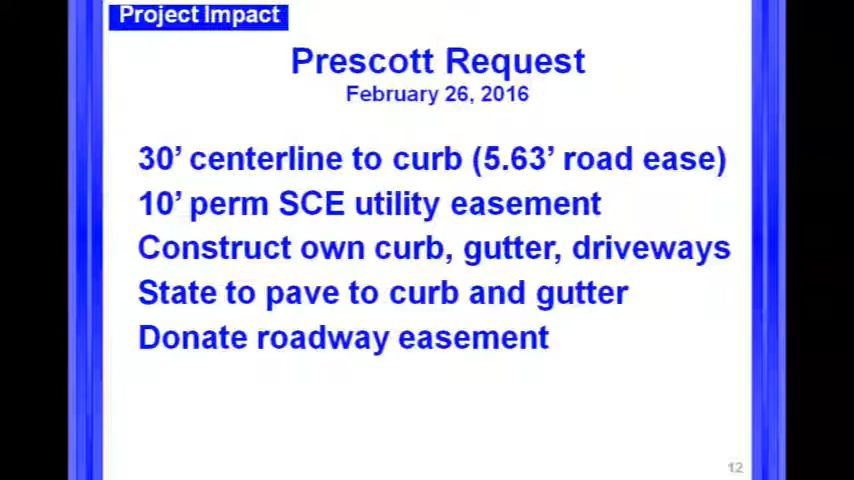 Project Impact
Prescott Request
February 26, 2016
30’ centerline to curb (5.63’ road ease)
10’ perm SCE utility easement
Construct own curb, gutter, driveways
State to pave to curb and gutter
Donate roadway easement
12